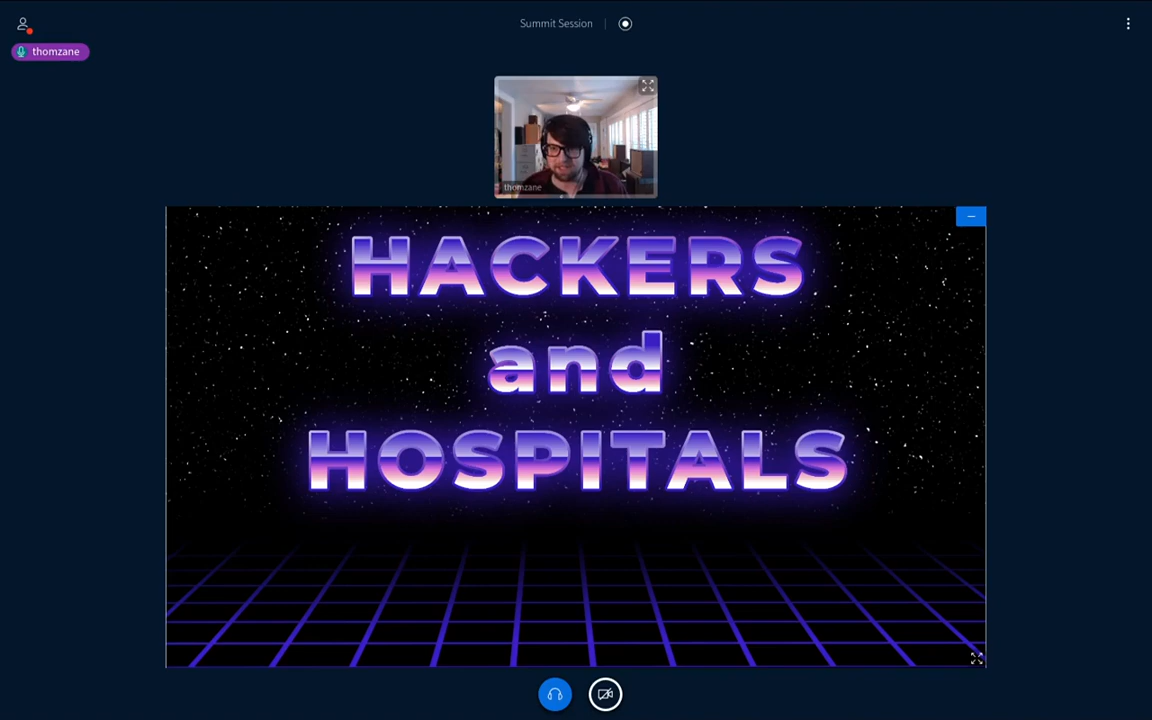 Summit Session
thomzane
thomzane
HACKERS
and
HOSPITALS